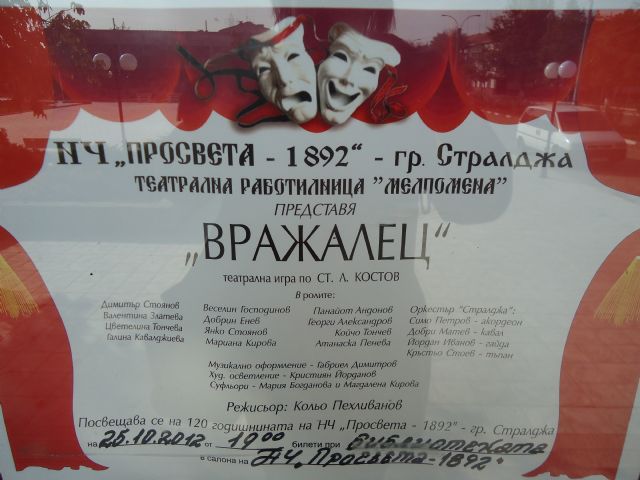 НЧ „ПРОСВЕТА - 1892" - гр. Стралджа
ТЕАТРАЛНА РАБОТИЛНИЦА "МЕЛПОМЕНА"
ПРЕДСТАВЯ
„ВРАЖАЛЕЦ"
театрална игра по СТ. Л. КОСТОВ
В ролите:
Димитър Стоянов
Валентина Златева
Цветелина Топчева
Галина Кавалджиева
Веселин Господинов
Добрин Енев
Янко Стоянов
Мариана Кирова
Панайот Андонов
Георги Александров
Койчо Тончев
Атанаска Пенева
Оркестър "Стралджа":
Симо Петров - акордеон
Добри Матев - кавал
Йордан Иванов - гайда
Кръстьо Стоев - тъпан
Музикално оформление - Габриел Димитров
Худ. осветление - Кристиян Йорданов
Суфльори - Мария Богданова и Магдалена Кирова
Режисьор: Кольо Пехливанов
Посвещава се на 120 годишнината на НЧ „Просвета - 1892" - гр. Стралджа
на 25.10.2012 от 19 00 билети при библиотеката
в салона на НЧ „Просвета-1892"